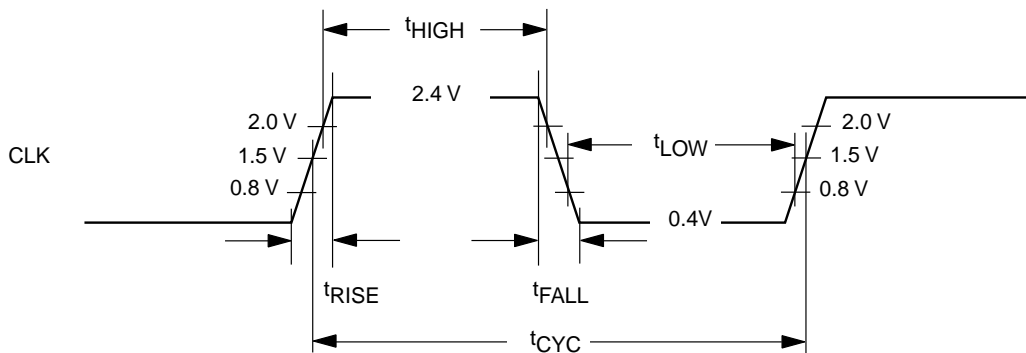 tHIGH
2.4 V
2.0 V
2.0 V
CLK
1.5 V
tLOW
1.5 V
0.8 V
0.8 V
0.4V
tRISE
tFALL
tCYC